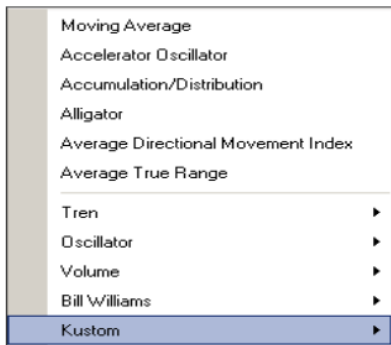 Moving Average
Accelerator Oscillator
Accumulation/Distribution
Alligator
Average Directional Movement Index
Average True Range
Tren
Oscillator
Volume
Bill Williams
Kustom